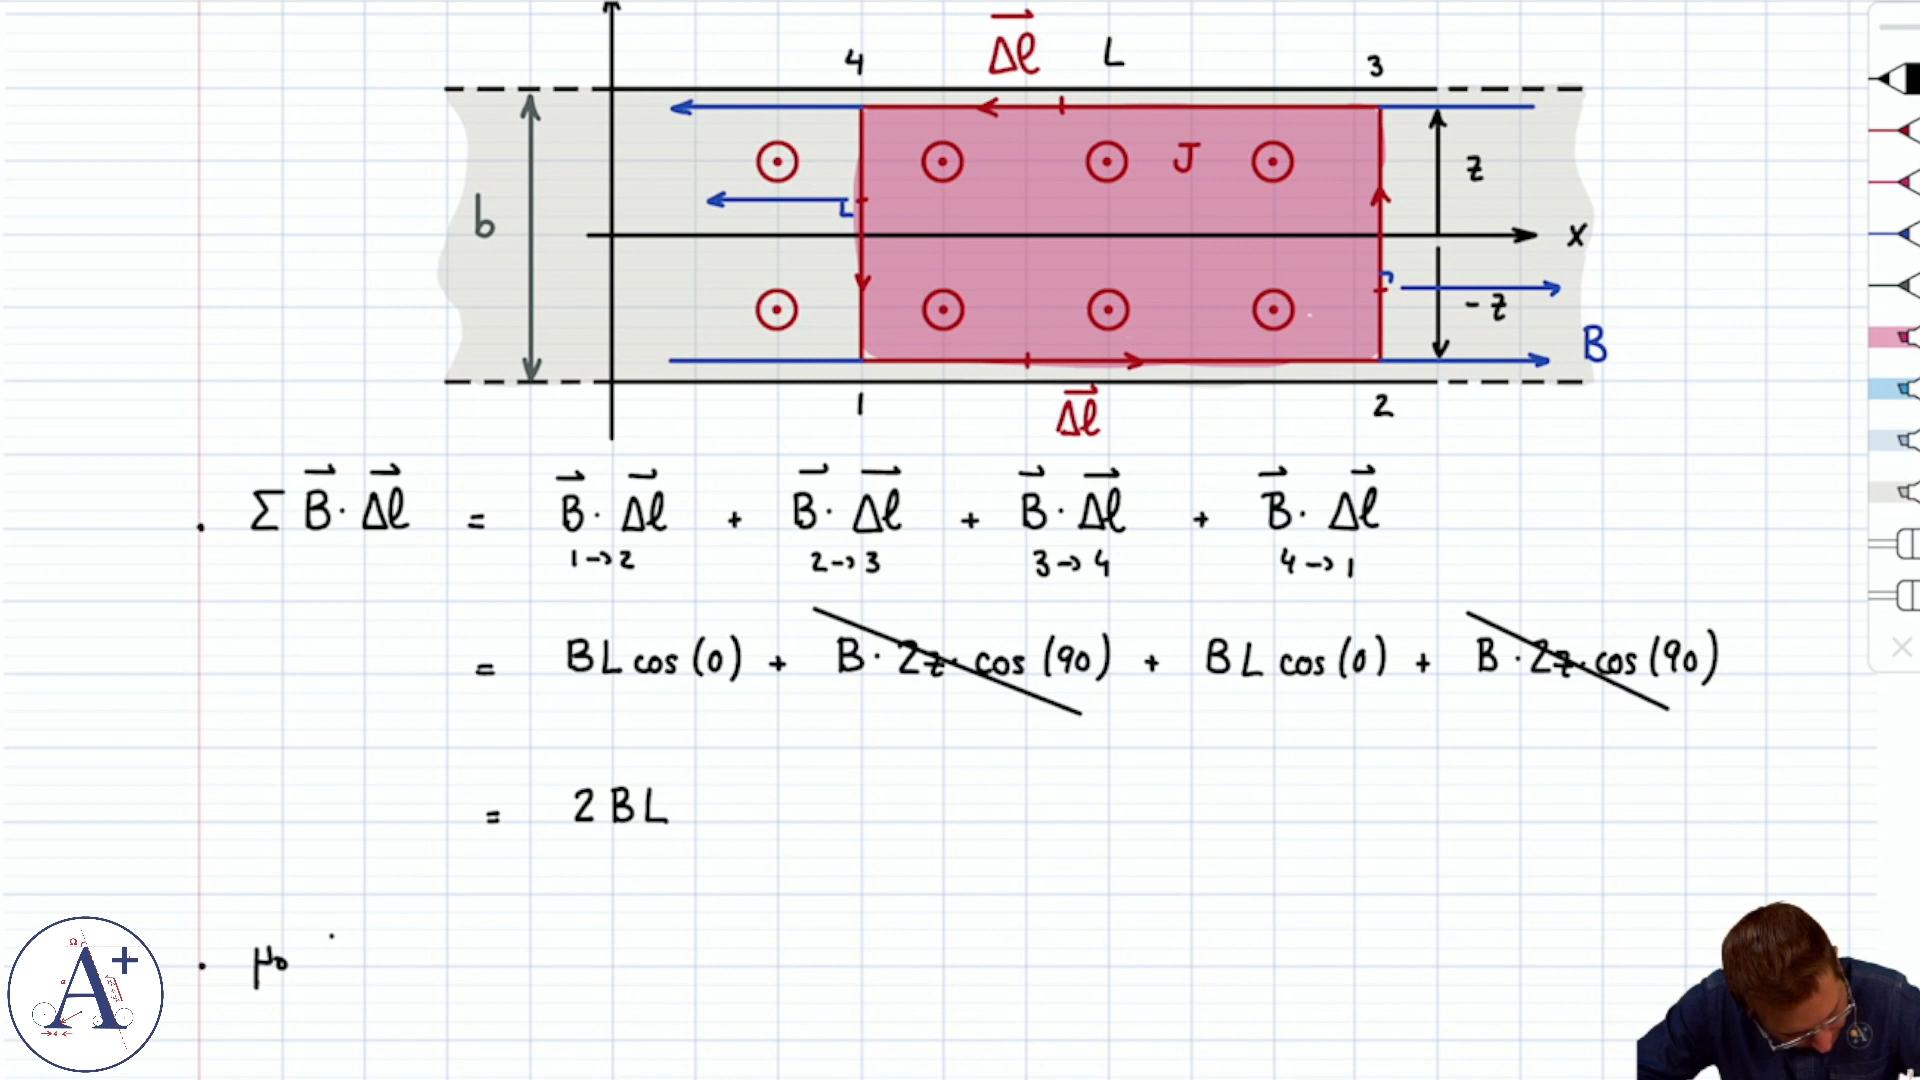 Δl⃗ L
4 3
J
z
b
x
-z
B
1 2
Δl⃗
. Σ B⃗ · Δl⃗ = B⃗ · Δl⃗ + B⃗ · Δl⃗ + B⃗ · Δl⃗ + B⃗ · Δl⃗
1→2 2→3 3→4 4→1
= BL cos(0) + B · 2z · cos(90) + BL cos(0) + B · 2z · cos(90)
= 2BL
. μ₀
A+